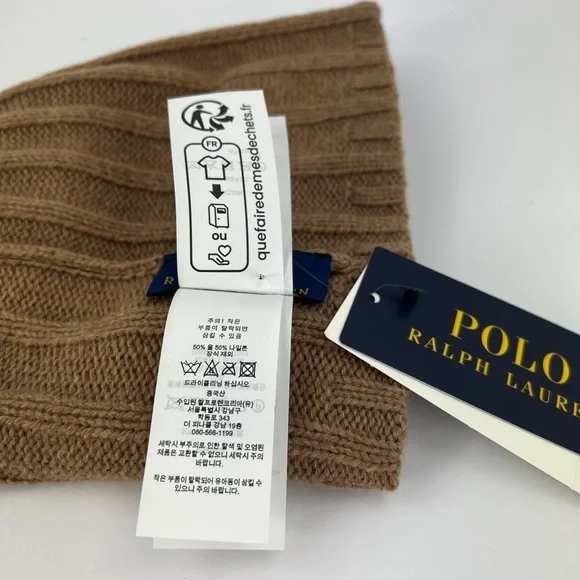 quefairedemesdechets.fr
FR
OU
R N
주의! 작은
부품이 탈락되면
삼킬 수 있음
50% 울 50% 나일론
장식 제외
드라이클리닝 하십시오
중국산
수입원 랄프로렌코리아(유)
서울특별시 강남구
학동로 343
더 피나클 강남 19층
080-566-1199
세탁시 부주의로 인한 탈색 및 오염된
제품은 교환할 수 없으니 세탁시 주의
바랍니다.
작은 부품이 탈락되어 유아동이 삼킬 수
있으니 주의 바랍니다.
POLO
RALPH LAUREN